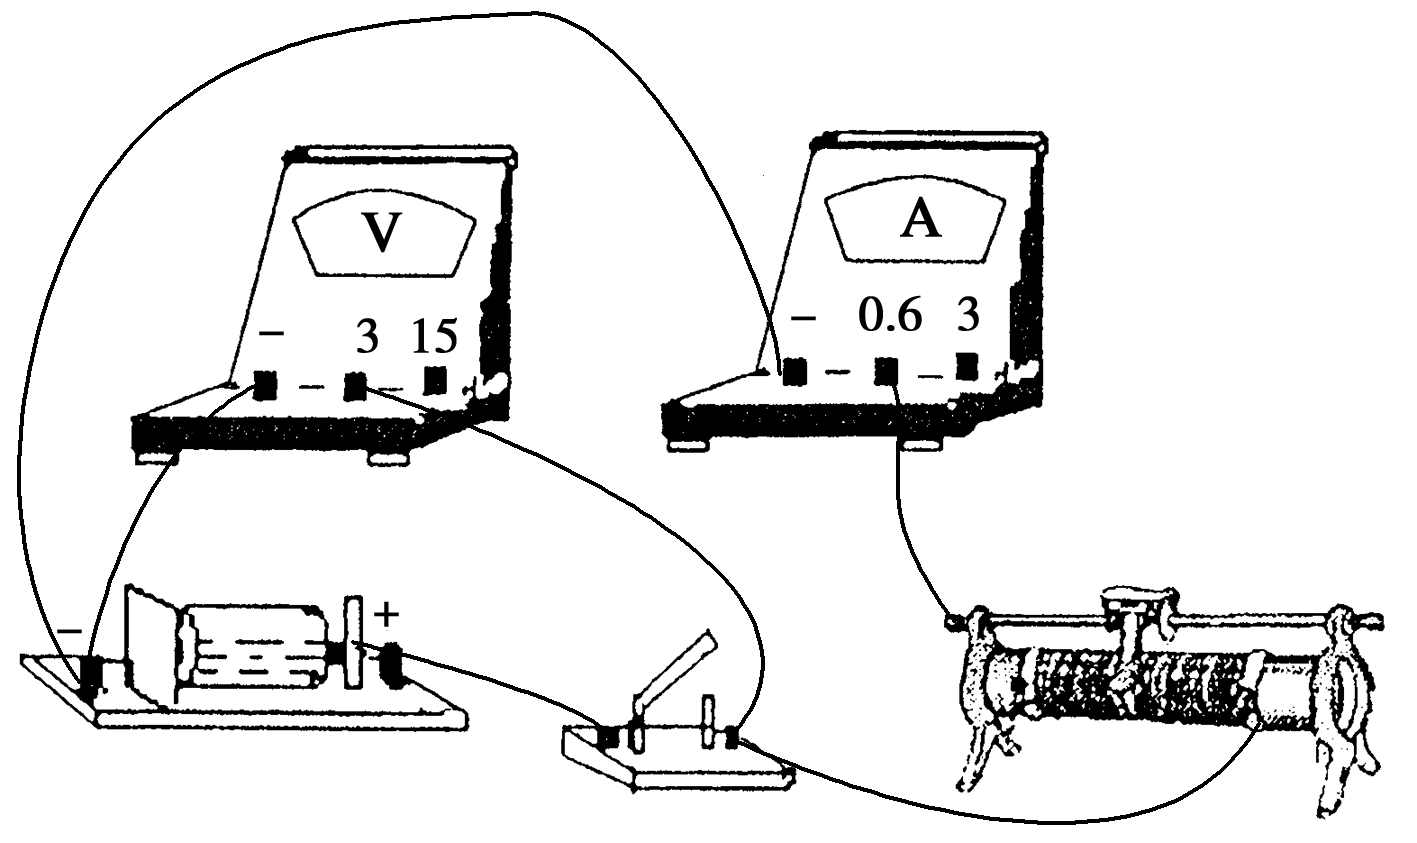 V
A
– 3 15
– 0.6 3
– +